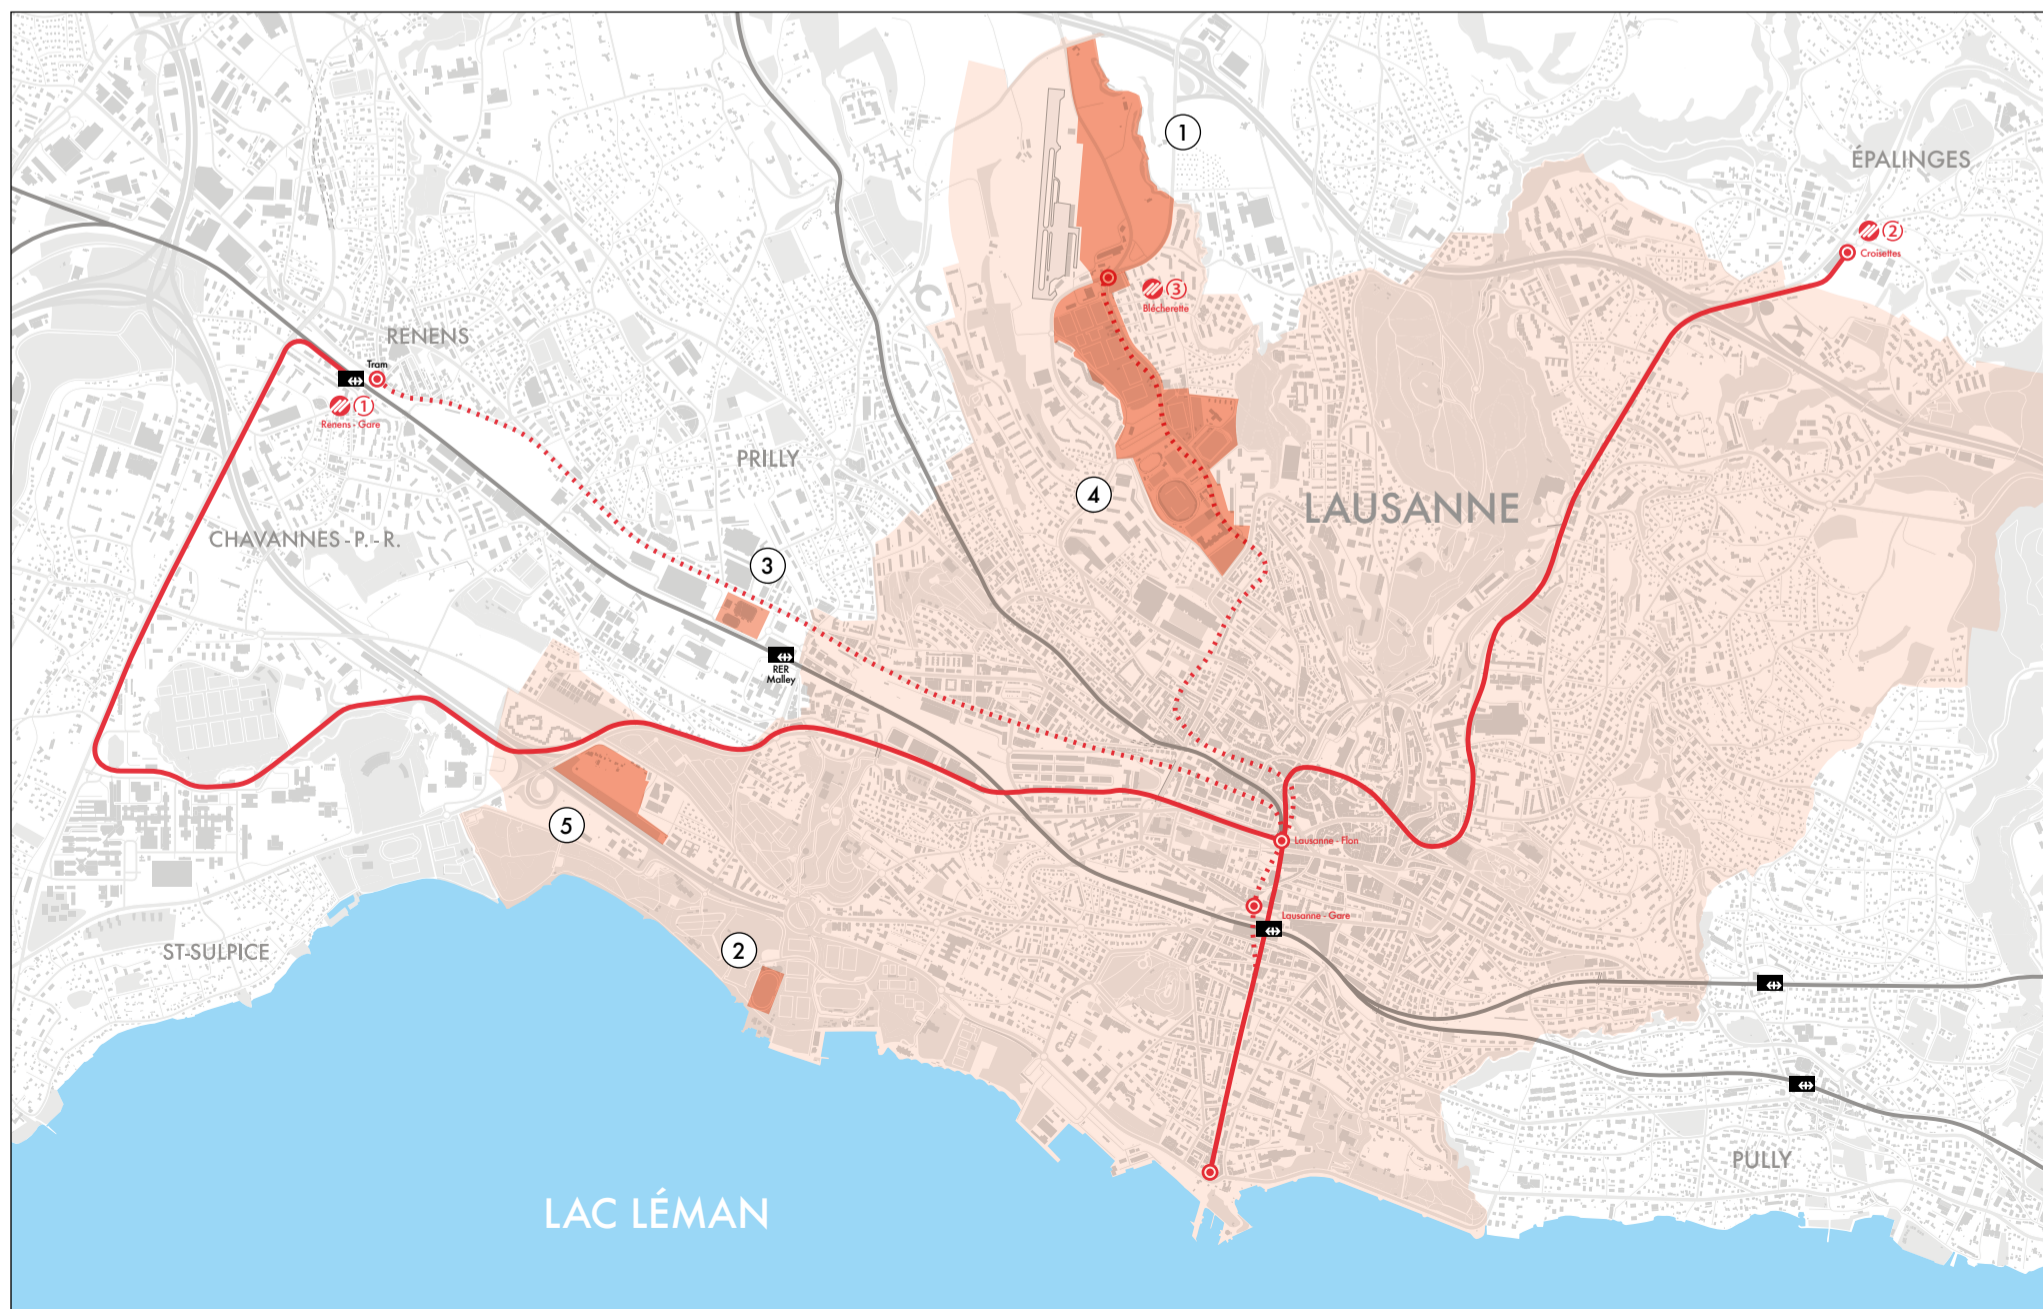 1
ÉPALINGES
2
Croisettes
3
Blécherette
RENENS
Tram
1
Renens - Gare
PRILLY
4
LAUSANNE
CHAVANNES - P. - R.
3
RER
Malley
5
Lausanne - Flon
Lausanne - Gare
ST-SULPICE
2
PULLY
LAC LÉMAN